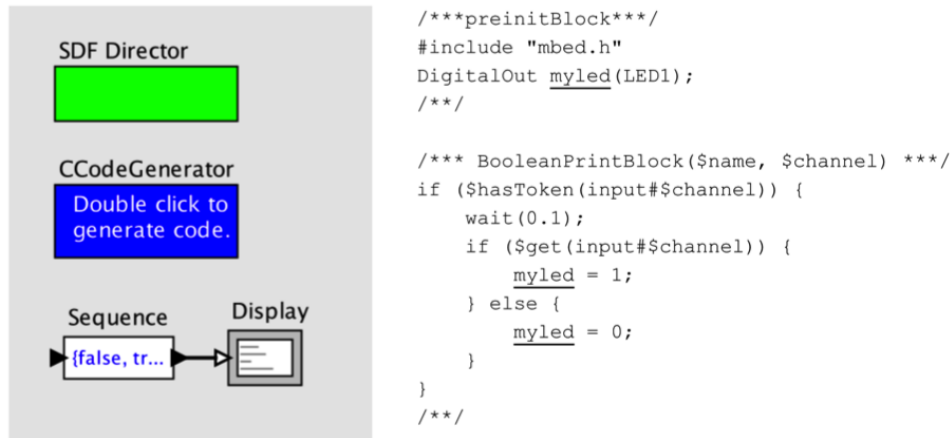 SDF Director
CCodeGenerator
Double click to
generate code.
Sequence
{false, tr...
Display
/***preinitBlock***/
#include "mbed.h"
DigitalOut myled(LED1);
/**/
/*** BooleanPrintBlock($name, $channel) ***/
if ($hasToken(input#$channel)) {
    wait(0.1);
    if ($get(input#$channel)) {
        myled = 1;
    } else {
        myled = 0;
    }
}
/**/